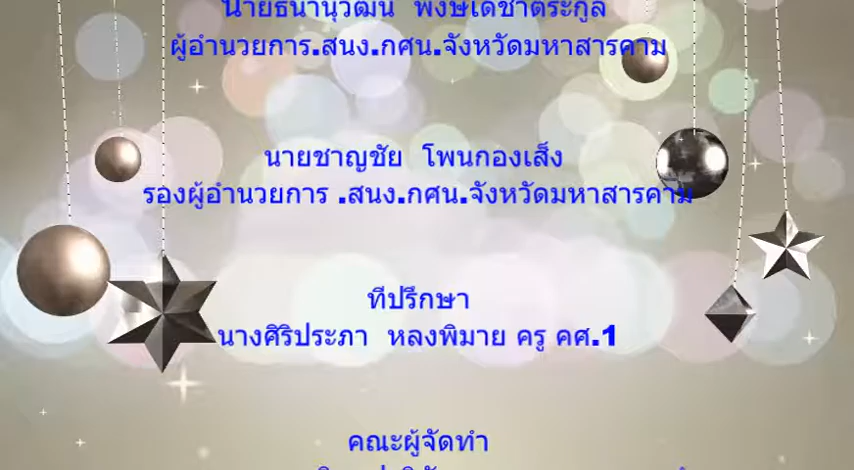 นายธนานุวัฒน์ พงษ์เดชาตระกูล
ผู้อำนวยการ.สนง.กศน.จังหวัดมหาสารคาม
นายชาญชัย โพนกองเส็ง
รองผู้อำนวยการ .สนง.กศน.จังหวัดมหาสารคาม
ที่ปรึกษา
นางศิริประภา หลงพิมาย ครู คศ.1
คณะผู้จัดทำ